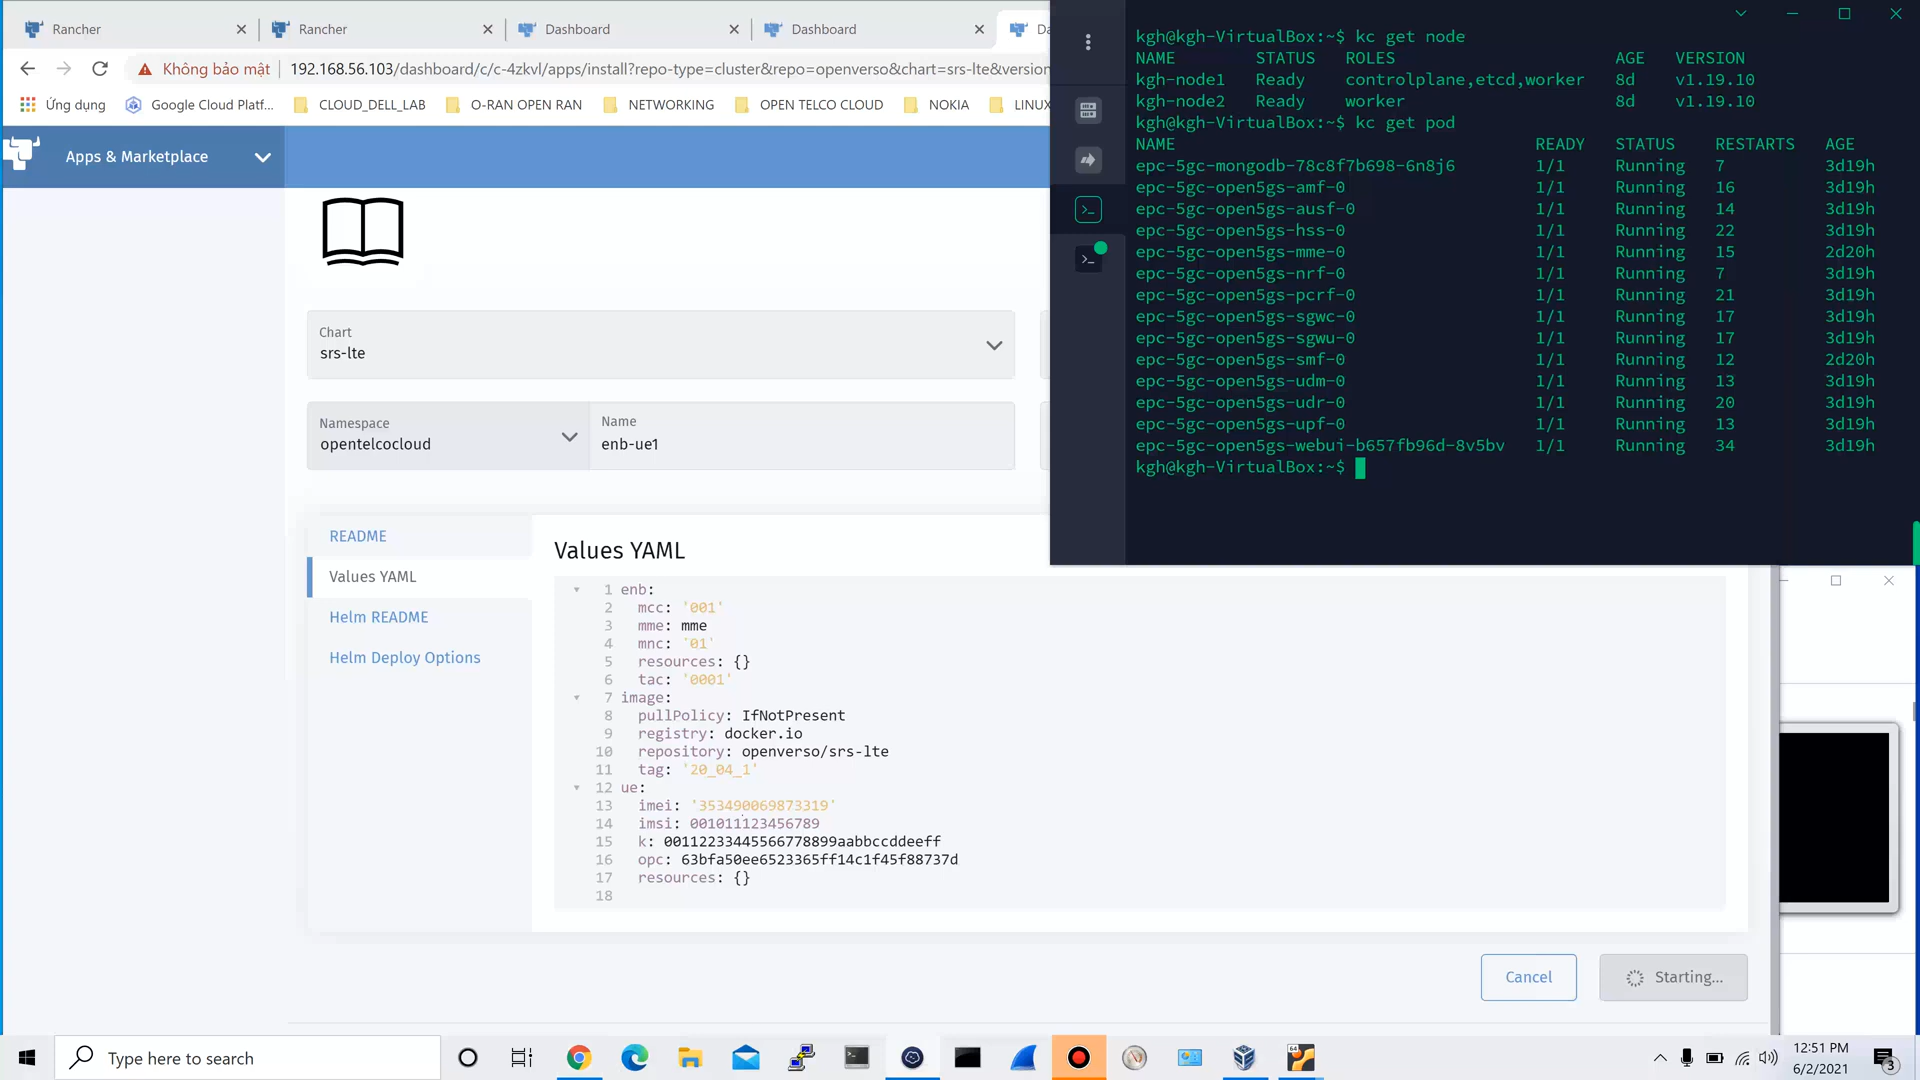 Rancher
Rancher
Dashboard
Dashboard
Không bảo mật
192.168.56.103/dashboard/c/c-4zkvl/apps/install?repo-type=cluster&repo=openverso&chart=srs-lte&version
Ứng dụng
Google Cloud Platf...
CLOUD_DELL_LAB
O-RAN OPEN RAN
NETWORKING
OPEN TELCO CLOUD
NOKIA
LINUX
Apps & Marketplace
Chart
srs-lte
Namespace
opentelcocloud
Name
enb-ue1
README
Values YAML
Helm README
Helm Deploy Options
Values YAML
1 enb:
2 mcc: '001'
3 mme: mme
4 mnc: '01'
5 resources: {}
6 tac: '0001'
7 image:
8 pullPolicy: IfNotPresent
9 registry: docker.io
10 repository: openverso/srs-lte
11 tag: '20_04_1'
12 ue:
13 imei: '353490069873319'
14 imsi: 001011123456789
15 k: 00112233445566778899aabbccddeeff
16 opc: 63bfa50ee6523365ff14c1f45f88737d
17 resources: {}
18
Cancel
Starting...
kgh@kgh-VirtualBox:~$ kc get node
NAME STATUS ROLES AGE VERSION
kgh-node1 Ready controlplane,etcd,worker 8d v1.19.10
kgh-node2 Ready worker 8d v1.19.10
kgh@kgh-VirtualBox:~$ kc get pod
NAME READY STATUS RESTARTS AGE
epc-5gc-mongodb-78c8f7b698-6n8j6 1/1 Running 7 3d19h
epc-5gc-open5gs-amf-0 1/1 Running 16 3d19h
epc-5gc-open5gs-ausf-0 1/1 Running 14 3d19h
epc-5gc-open5gs-hss-0 1/1 Running 22 3d19h
epc-5gc-open5gs-mme-0 1/1 Running 15 2d20h
epc-5gc-open5gs-nrf-0 1/1 Running 7 3d19h
epc-5gc-open5gs-pcrf-0 1/1 Running 21 3d19h
epc-5gc-open5gs-sgwc-0 1/1 Running 17 3d19h
epc-5gc-open5gs-sgwu-0 1/1 Running 17 3d19h
epc-5gc-open5gs-smf-0 1/1 Running 12 2d20h
epc-5gc-open5gs-udm-0 1/1 Running 13 3d19h
epc-5gc-open5gs-udr-0 1/1 Running 20 3d19h
epc-5gc-open5gs-upf-0 1/1 Running 13 3d19h
epc-5gc-open5gs-webui-b657fb96d-8v5bv 1/1 Running 34 3d19h
kgh@kgh-VirtualBox:~$
Type here to search
64
12:51 PM
6/2/2021
3